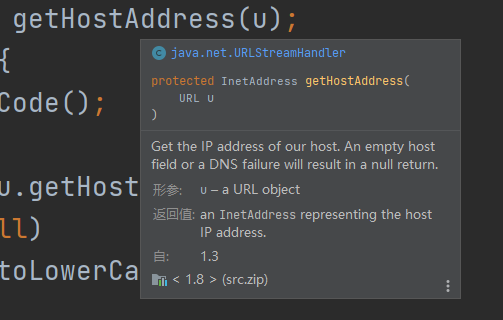 getHostAddress(u);
{
Code();
u.getHost
ll)
toLowerCa
C java.net.URLStreamHandler
protected InetAddress getHostAddress(
URL u
)
Get the IP address of our host. An empty host
field or a DNS failure will result in a null return.
形参: u – a URL object
返回值: an InetAddress representing the host
IP address.
自: 1.3
< 1.8 > (src.zip)